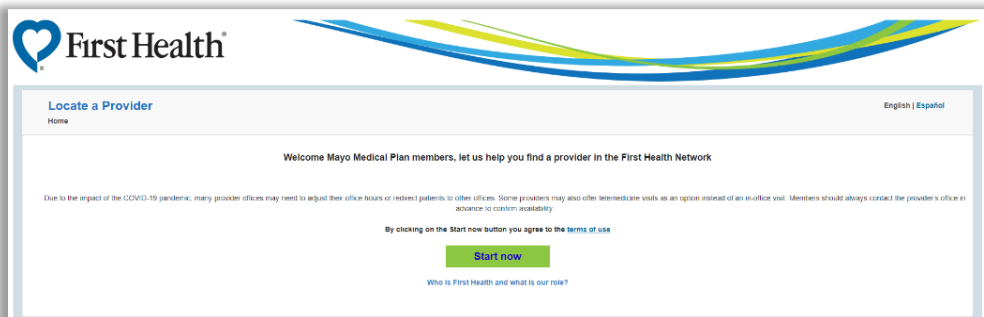 First Health
Locate a Provider
English | Español
Home
Welcome Mayo Medical Plan members, let us help you find a provider in the First Health Network
Due to the impact of the COVID-19 pandemic, many provider offices may need to adjust their office hours or redirect patients to other offices. Some providers may also offer telemedicine visits as an option instead of an in-office visit. Members should always contact the provider's office in
advance to confirm availability.
By clicking on the Start now button you agree to the terms of use
Start now
Who is First Health and what is our role?